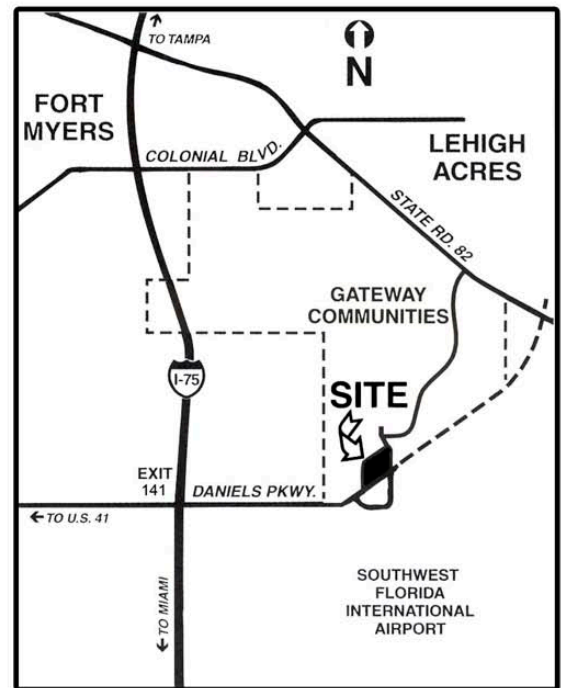 TO TAMPA
N
FORT
MYERS
COLONIAL BLVD.
LEHIGH
ACRES
STATE RD. 82
GATEWAY
COMMUNITIES
I-75
SITE
EXIT
141
DANIELS PKWY.
←TO U.S. 41
←TO MIAMI
SOUTHWEST
FLORIDA
INTERNATIONAL
AIRPORT